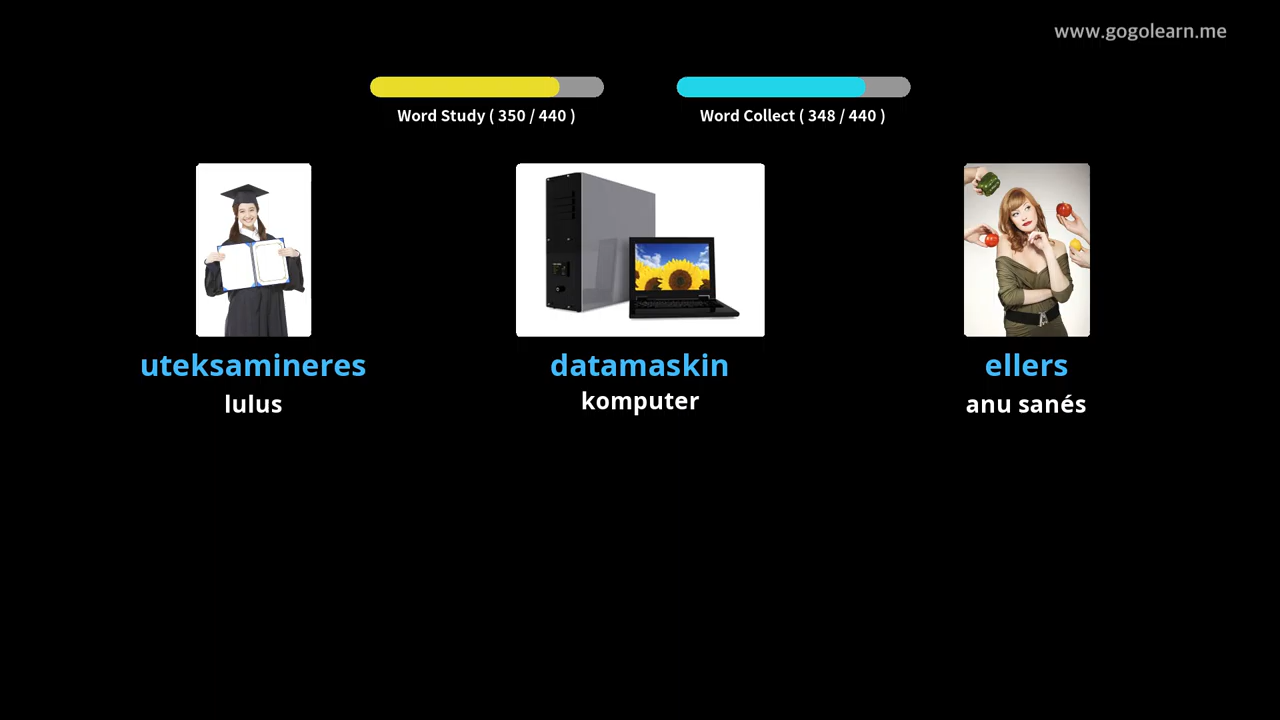 www.gogolearn.me
Word Study ( 350 / 440 )
Word Collect ( 348 / 440 )
uteksamineres
lulus
datamaskin
komputer
ellers
anu sanés